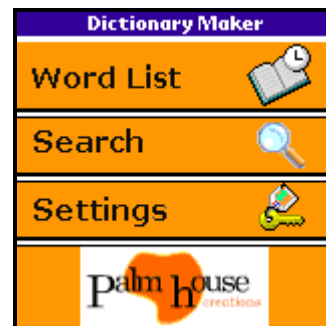 Dictionary Maker
Word List
Search
Settings
palm house
creations